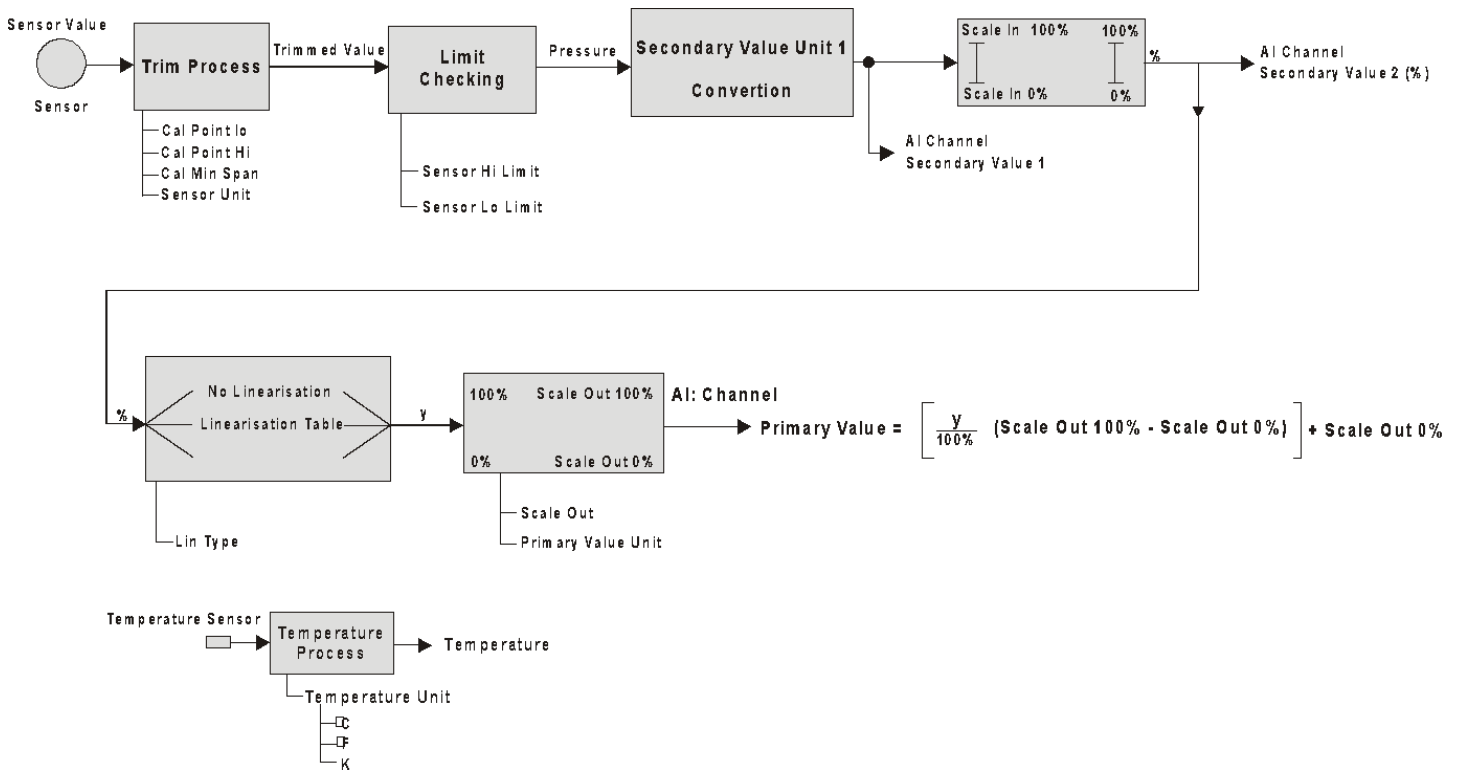 Sensor Value
Sensor
Trim Process
Cal Point lo
Cal Point Hi
Cal Min Span
Sensor Unit
Trimmed Value
Limit
Checking
Sensor Hi Limit
Sensor Lo Limit
Pressure
Secondary Value Unit 1
Convertion
AI Channel
Secondary Value 1
Scale In 100% 100%
Scale In 0% 0%
%
AI Channel
Secondary Value 2 (%)
%
No Linearisation
Linearisation Table
Lin Type
y
100% Scale Out 100%
0% Scale Out 0%
Scale Out
Primary Value Unit
AI: Channel
Primary Value = [ y / 100% (Scale Out 100% - Scale Out 0%) ] + Scale Out 0%
Temperature Sensor
Temperature
Process
Temperature
Temperature Unit
□C
□F
K